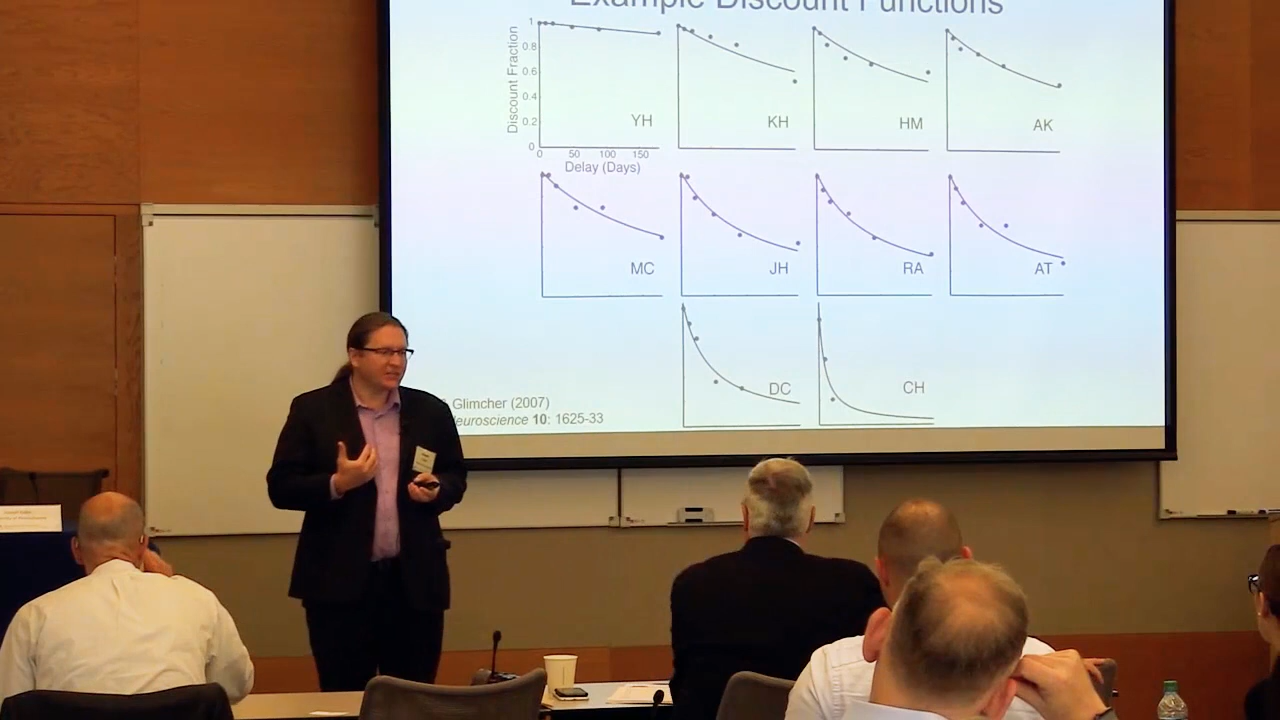 Example Discount Functions
Discount Fraction
1
0.8
0.6
0.4
0.2
0
0 50 100 150
Delay (Days)
YH
KH
HM
AK
MC
JH
RA
AT
DC
CH
Glimcher (2007)
euroscience 10: 1625-33